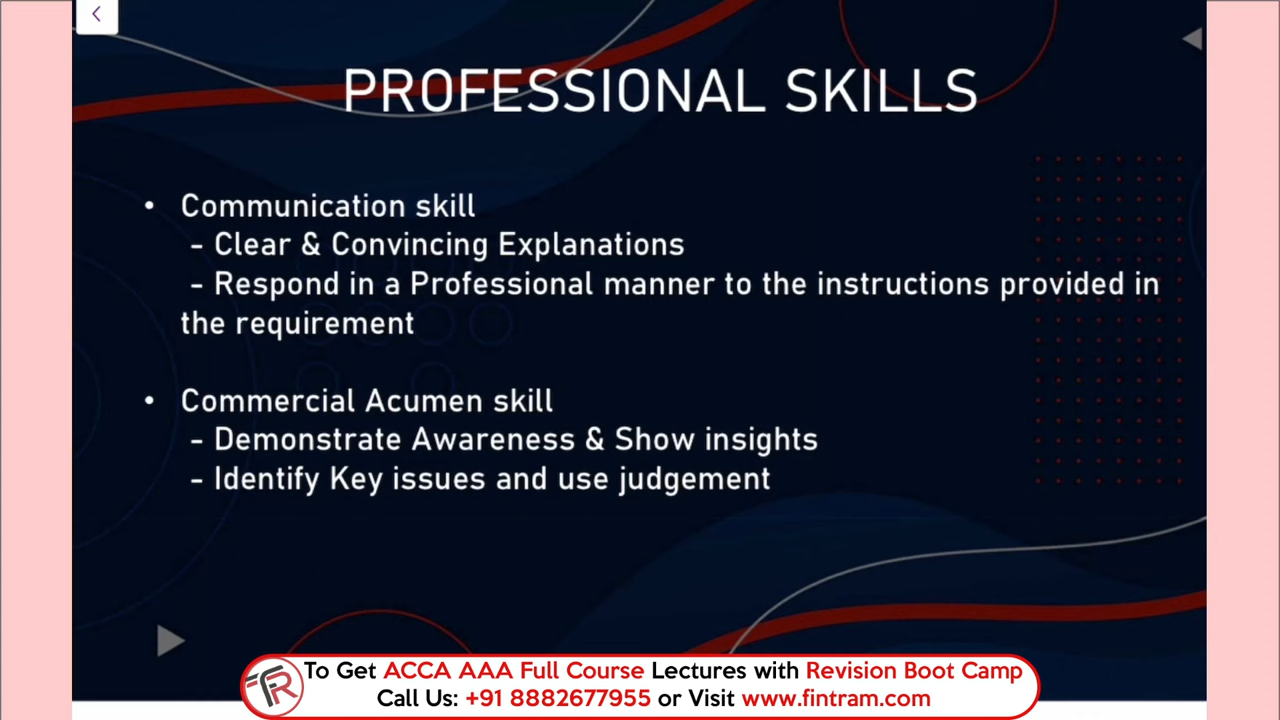 PROFESSIONAL SKILLS
• Communication skill
- Clear & Convincing Explanations
- Respond in a Professional manner to the instructions provided in
the requirement
• Commercial Acumen skill
- Demonstrate Awareness & Show insights
- Identify Key issues and use judgement
To Get ACCA AAA Full Course Lectures with Revision Boot Camp
Call Us: +91 8882677955 or Visit www.fintram.com